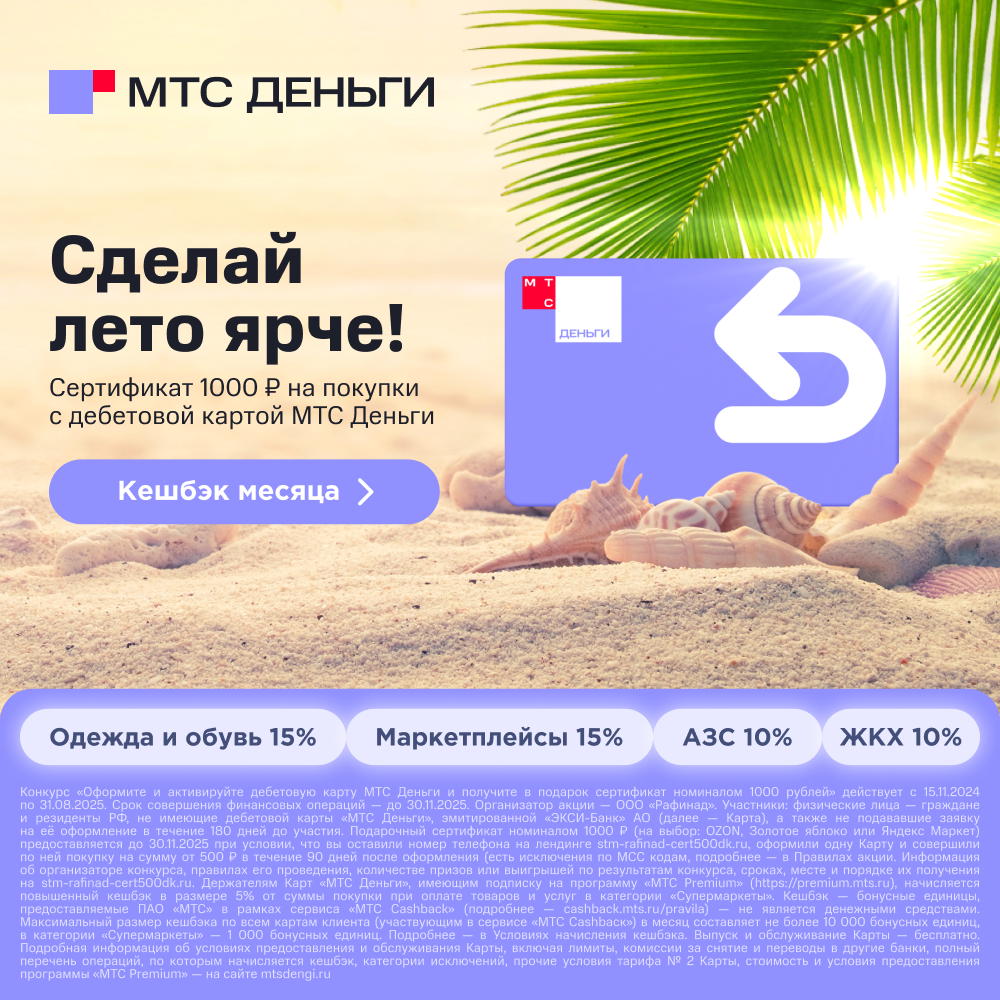 МТС ДЕНЬГИ
Сделай
лето ярче!
Сертификат 1000 ₽ на покупки
с дебетовой картой МТС Деньги
Кешбэк месяца
М Т
С
ДЕНЬГИ
Одежда и обувь 15% Маркетплейсы 15% АЗС 10% ЖКХ 10%
Конкурс «Оформите и активируйте дебетовую карту МТС Деньги и получите в подарок сертификат номиналом 1000 рублей» действует с 15.11.2024
по 31.08.2025. Срок совершения финансовых операций — до 30.11.2025. Организатор акции — ООО «Рафинад». Участники: физические лица — граждане
и резиденты РФ, не имеющие дебетовой карты «МТС Деньги», эмитированной «ЭКСИ-Банк» АО (далее — Карта), а также не подававшие заявку
на её оформление в течение 180 дней до участия. Подарочный сертификат номиналом 1000 ₽ (на выбор: OZON, Золотое яблоко или Яндекс Маркет)
предоставляется до 30.11.2025 при условии, что вы оставили номер телефона на лендинге stm-rafinad-cert500dk.ru, оформили одну Карту и совершили
по ней покупку на сумму от 500 ₽ в течение 90 дней после оформления (есть исключения по МСС кодам, подробнее — в Правилах акции. Информация
об организаторе конкурса, правилах его проведения, количестве призов или выигрышей по результатам конкурса, сроках, месте и порядке их получения
на stm-rafinad-cert500dk.ru. Держателям Карт «МТС Деньги», имеющим подписку на программу «МТС Premium» (https://premium.mts.ru), начисляется
повышенный кешбэк в размере 5% от суммы покупки при оплате товаров и услуг в категории «Супермаркеты». Кешбэк — бонусные единицы,
предоставляемые ПАО «МТС» в рамках сервиса «МТС Cashback» (подробнее — cashback.mts.ru/pravila) — не является денежными средствами.
Максимальный размер кешбэка по всем картам клиента (участвующим в сервисе «МТС Cashback») в месяц составляет не более 10 000 бонусных единиц,
в категории «Супермаркеты» — 1 000 бонусных единиц. Подробнее — в Условиях начисления кешбэка. Выпуск и обслуживание Карты — бесплатно.
Подробная информация об условиях предоставления и обслуживания Карты, включая лимиты, комиссии за снятие и переводы в другие банки, полный
перечень операций, по которым начисляется кешбэк, категории исключений, прочие условия тарифа № 2 Карты, стоимость и условия предоставления
программы «МТС Premium» — на сайте mtsdengi.ru